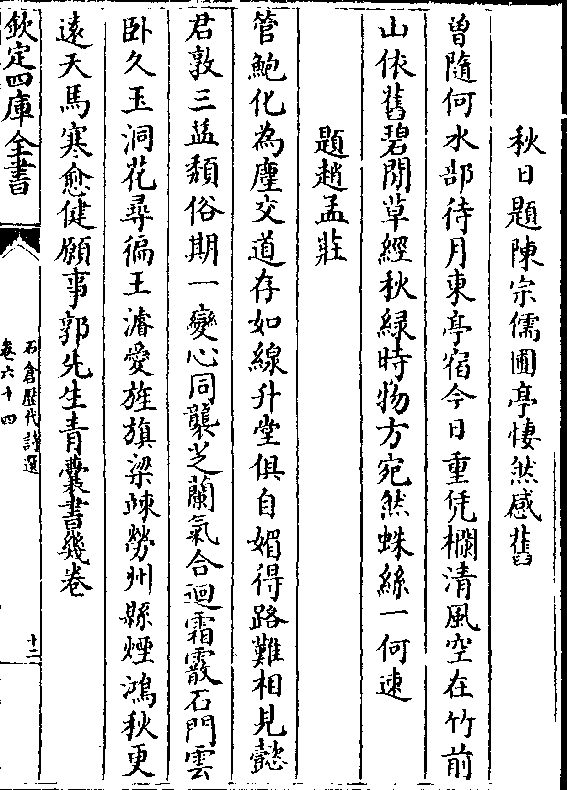 秋日題陳宗儒圃亭悽然感舊
曽隨何水部待月東亭宿今日重凭欄清風空在竹前
山依舊碧閒草經秋緑時物方宛然蛛絲一何速
題趙孟莊
管鮑化為塵交道存如線升堂俱自媚得路難相見懿
君敦三益頽俗期一變心同襲芝蘭氣合迴霜霰石門雲
卧久玉洞花尋徧王濬愛旌旗梁竦勞州縣煙鴻秋更
遠天馬寒愈健願事郭先生青囊書幾卷
欽定四庫全書
石倉歴代詩選
卷六十四
十二